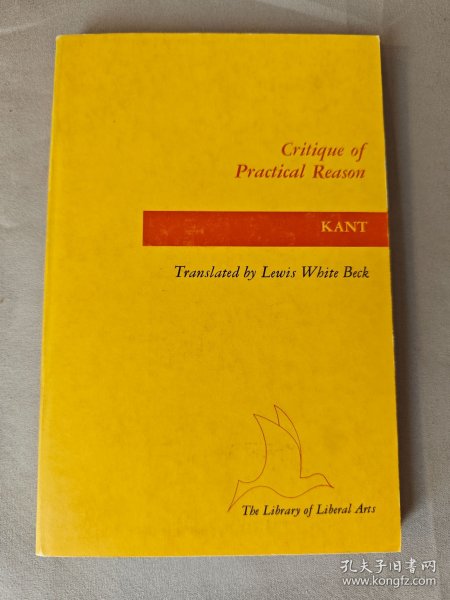 Critique of
Practical Reason
KANT
Translated by Lewis White Beck
The Library of Liberal Arts
孔夫子旧书网
www.kongfz.com